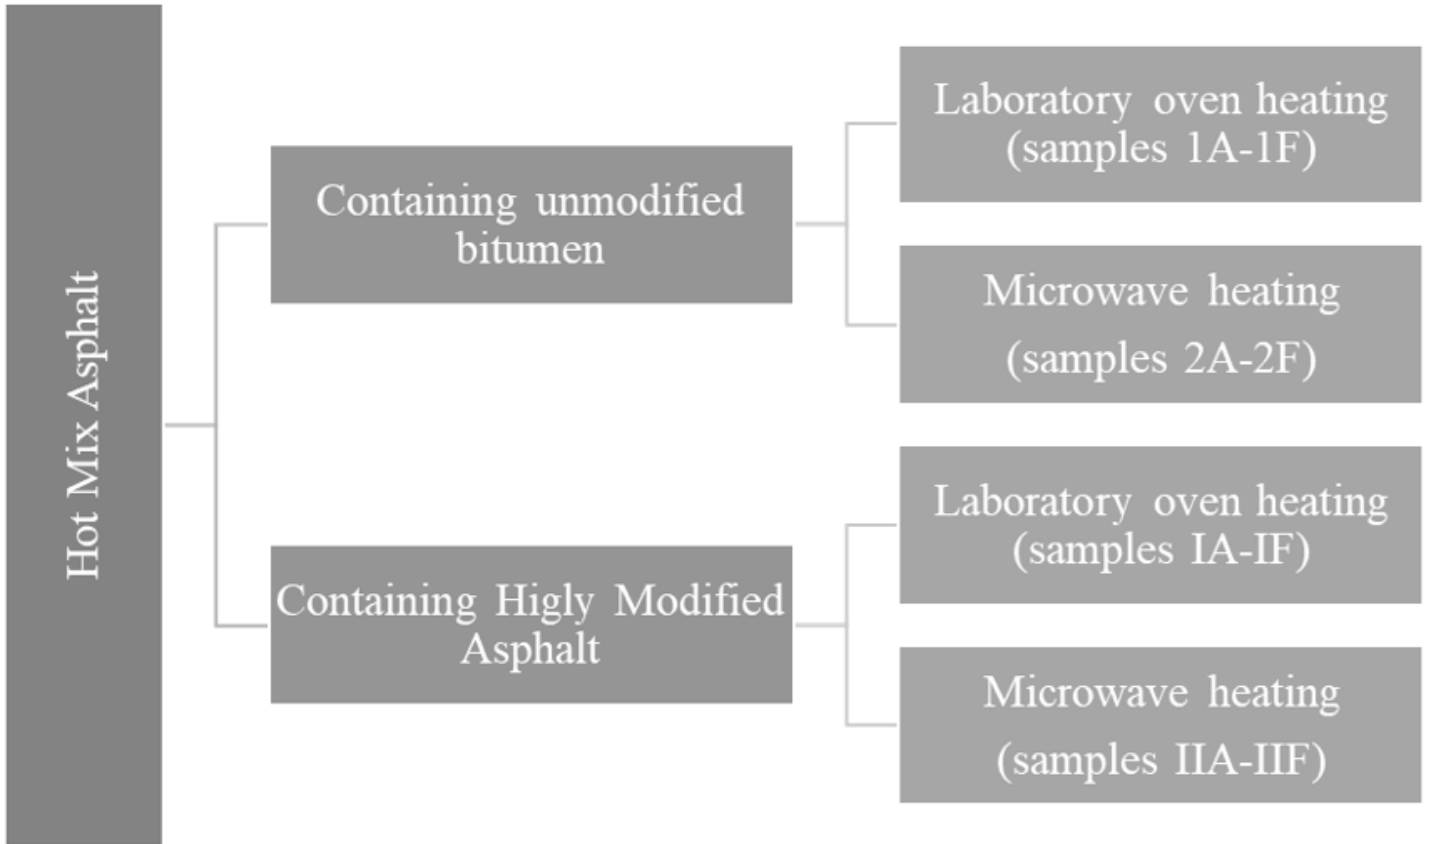 Hot Mix Asphalt
Containing unmodified
bitumen
Laboratory oven heating
(samples 1A-1F)
Microwave heating
(samples 2A-2F)
Containing Higly Modified
Asphalt
Laboratory oven heating
(samples IA-IF)
Microwave heating
(samples IIA-IIF)